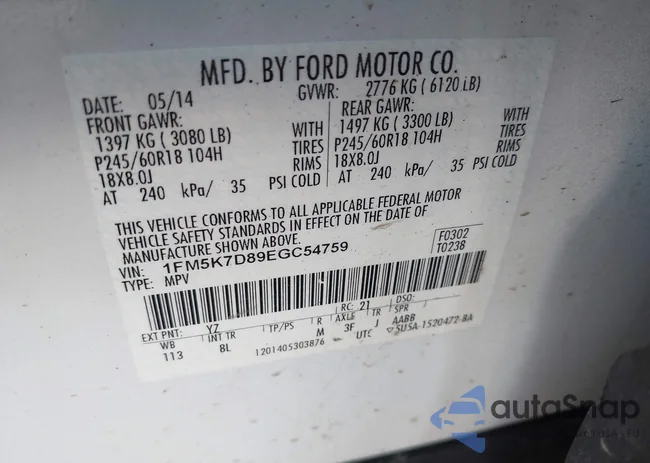 MFD. BY FORD MOTOR CO.
DATE: 05/14 GVWR: 2776 KG ( 6120 LB)
FRONT GAWR: REAR GAWR:
1397 KG ( 3080 LB) WITH 1497 KG ( 3300 LB) WITH
P245/60R18 104H TIRES P245/60R18 104H TIRES
18X8.0J RIMS 18X8.0J RIMS
AT 240 kPa/ 35 PSI COLD AT 240 kPa/ 35 PSI COLD
THIS VEHICLE CONFORMS TO ALL APPLICABLE FEDERAL MOTOR
VEHICLE SAFETY STANDARDS IN EFFECT ON THE DATE OF
MANUFACTURE SHOWN ABOVE.
VIN: 1FM5K7D89EGC54759 F0302
TYPE: MPV T0238
EXT PNT: YZ RC: 21 DSO:
WB INT TR TP/PS R AXLE TR SPR
113 8L M 3F J AABB
1201405303876 UTC 5U5A-1520472-BA
autoSnap